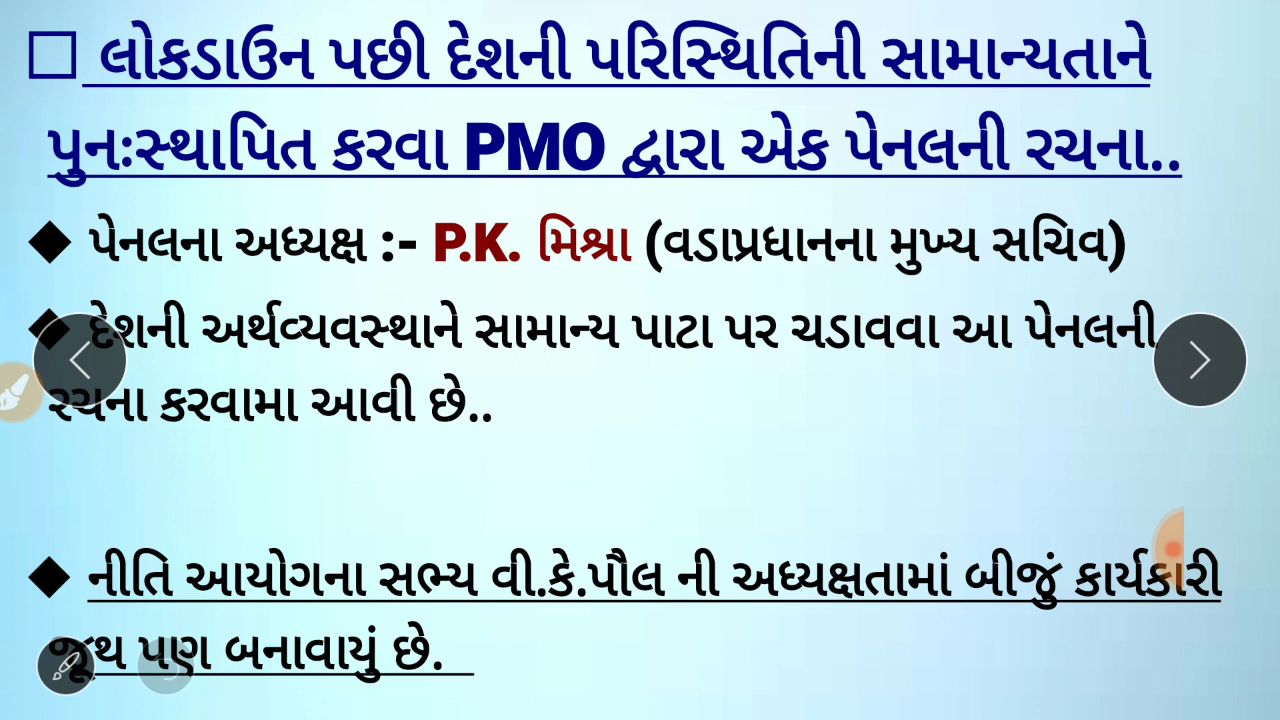 □ લોકડાઉન પછી દેશની પરિસ્થિતિની સામાન્યતાને
પુનઃસ્થાપિત કરવા PMO દ્વારા એક પેનલની રચના..
◆ પેનલના અધ્યક્ષ :- P.K. મિશ્રા (વડાપ્રધાનના મુખ્ય સચિવ)
◆ દેશની અર્થવ્યવસ્થાને સામાન્ય પાટા પર ચડાવવા આ પેનલની
રચના કરવામા આવી છે..
◆ નીતિ આયોગના સભ્ય વી.કે.પૌલ ની અધ્યક્ષતામાં બીજું કાર્યકારી
જૂથ પણ બનાવાયું છે.